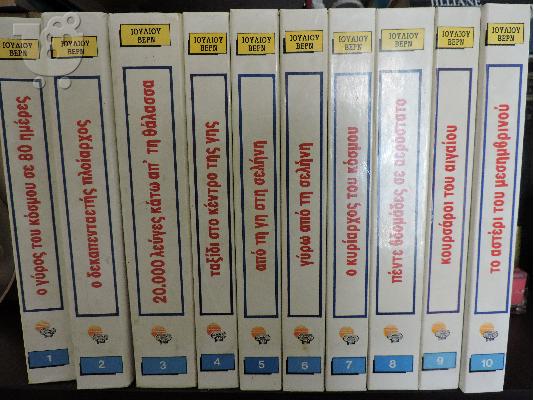 ΙΟΥΛΙΟΥ
ΒΕΡΝ
ο γύρος του κόσμου σε 80 ημέρες
1
ΙΟΥΛΙΟΥ
ΒΕΡΝ
ο δεκαπενταετής πλοίαρχος
2
ΙΟΥΛΙΟΥ
ΒΕΡΝ
20.000 λεύγες κάτω απ' τη θάλασσα
3
ΙΟΥΛΙΟΥ
ΒΕΡΝ
ταξίδι στο κέντρο της γης
4
ΙΟΥΛΙΟΥ
ΒΕΡΝ
από τη γη στη σελήνη
5
ΙΟΥΛΙΟΥ
ΒΕΡΝ
γύρω από τη σελήνη
6
ΙΟΥΛΙΟΥ
ΒΕΡΝ
ο κυρίαρχος του κόσμου
7
ΙΟΥΛΙΟΥ
ΒΕΡΝ
πέντε βδομάδες σε αερόστατο
8
ΙΟΥΛΙΟΥ
ΒΕΡΝ
κουρσάροι του αιγαίου
9
ΙΟΥΛΙΟΥ
ΒΕΡΝ
το αστέρι του μεσημβρινού
10